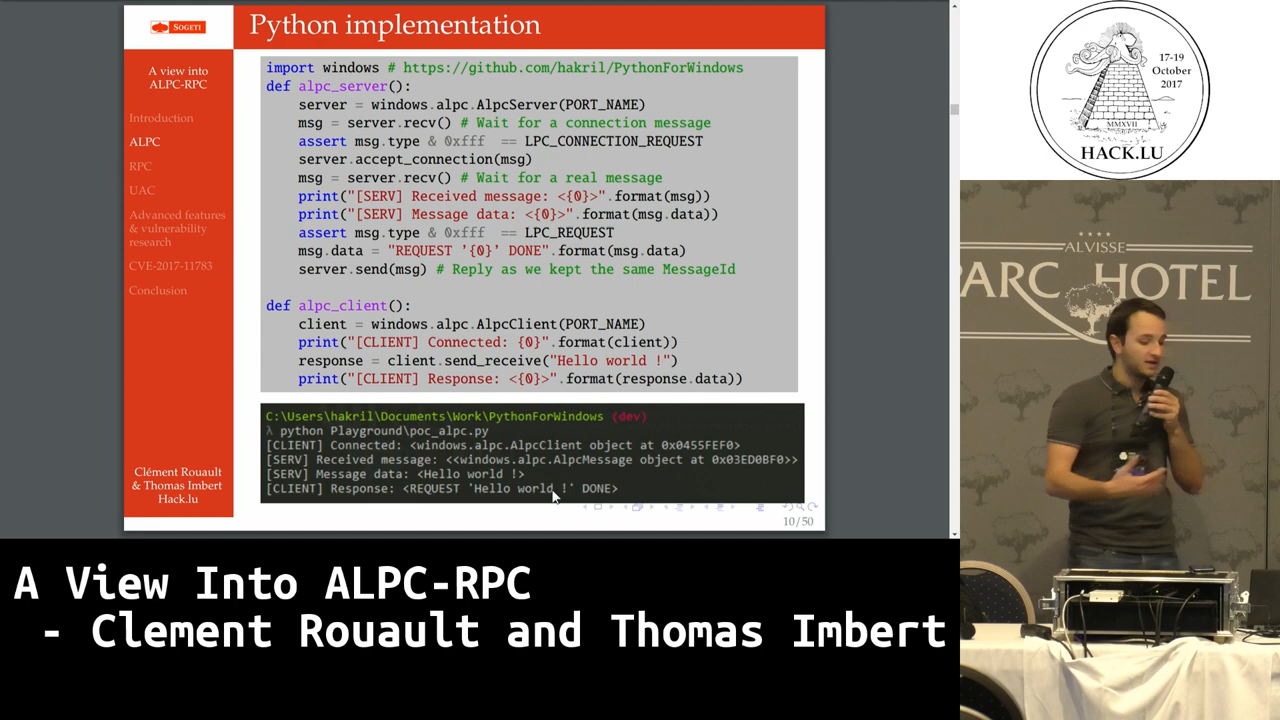 SOGETI
Python implementation
A view into
ALPC-RPC
Introduction
ALPC
RPC
UAC
Advanced features
& vulnerability
research
CVE-2017-11783
Conclusion
Clément Rouault
& Thomas Imbert
Hack.lu
import windows # https://github.com/hakril/PythonForWindows
def alpc_server():
    server = windows.alpc.AlpcServer(PORT_NAME)
    msg = server.recv() # Wait for a connection message
    assert msg.type & 0xfff  == LPC_CONNECTION_REQUEST
    server.accept_connection(msg)
    msg = server.recv() # Wait for a real message
    print("[SERV] Received message: <{0}>".format(msg))
    print("[SERV] Message data: <{0}>".format(msg.data))
    assert msg.type & 0xfff  == LPC_REQUEST
    msg.data = "REQUEST '{0}' DONE".format(msg.data)
    server.send(msg) # Reply as we kept the same MessageId
def alpc_client():
    client = windows.alpc.AlpcClient(PORT_NAME)
    print("[CLIENT] Connected: {0}".format(client))
    response = client.send_receive("Hello world !")
    print("[CLIENT] Response: <{0}>".format(response.data))
C:\Users\hakril\Documents\Work\PythonForWindows (dev)
λ python Playground\poc_alpc.py
[CLIENT] Connected: <windows.alpc.AlpcClient object at 0x0455FEF0>
[SERV] Received message: <<windows.alpc.AlpcMessage object at 0x03ED0BF0>>
[SERV] Message data: <Hello world !>
[CLIENT] Response: <REQUEST 'Hello world !' DONE>
10/50
17-19
October
2017
MMXVII
HACK.LU
ALVISSE
PARC HOTEL
A View Into ALPC-RPC
- Clement Rouault and Thomas Imbert